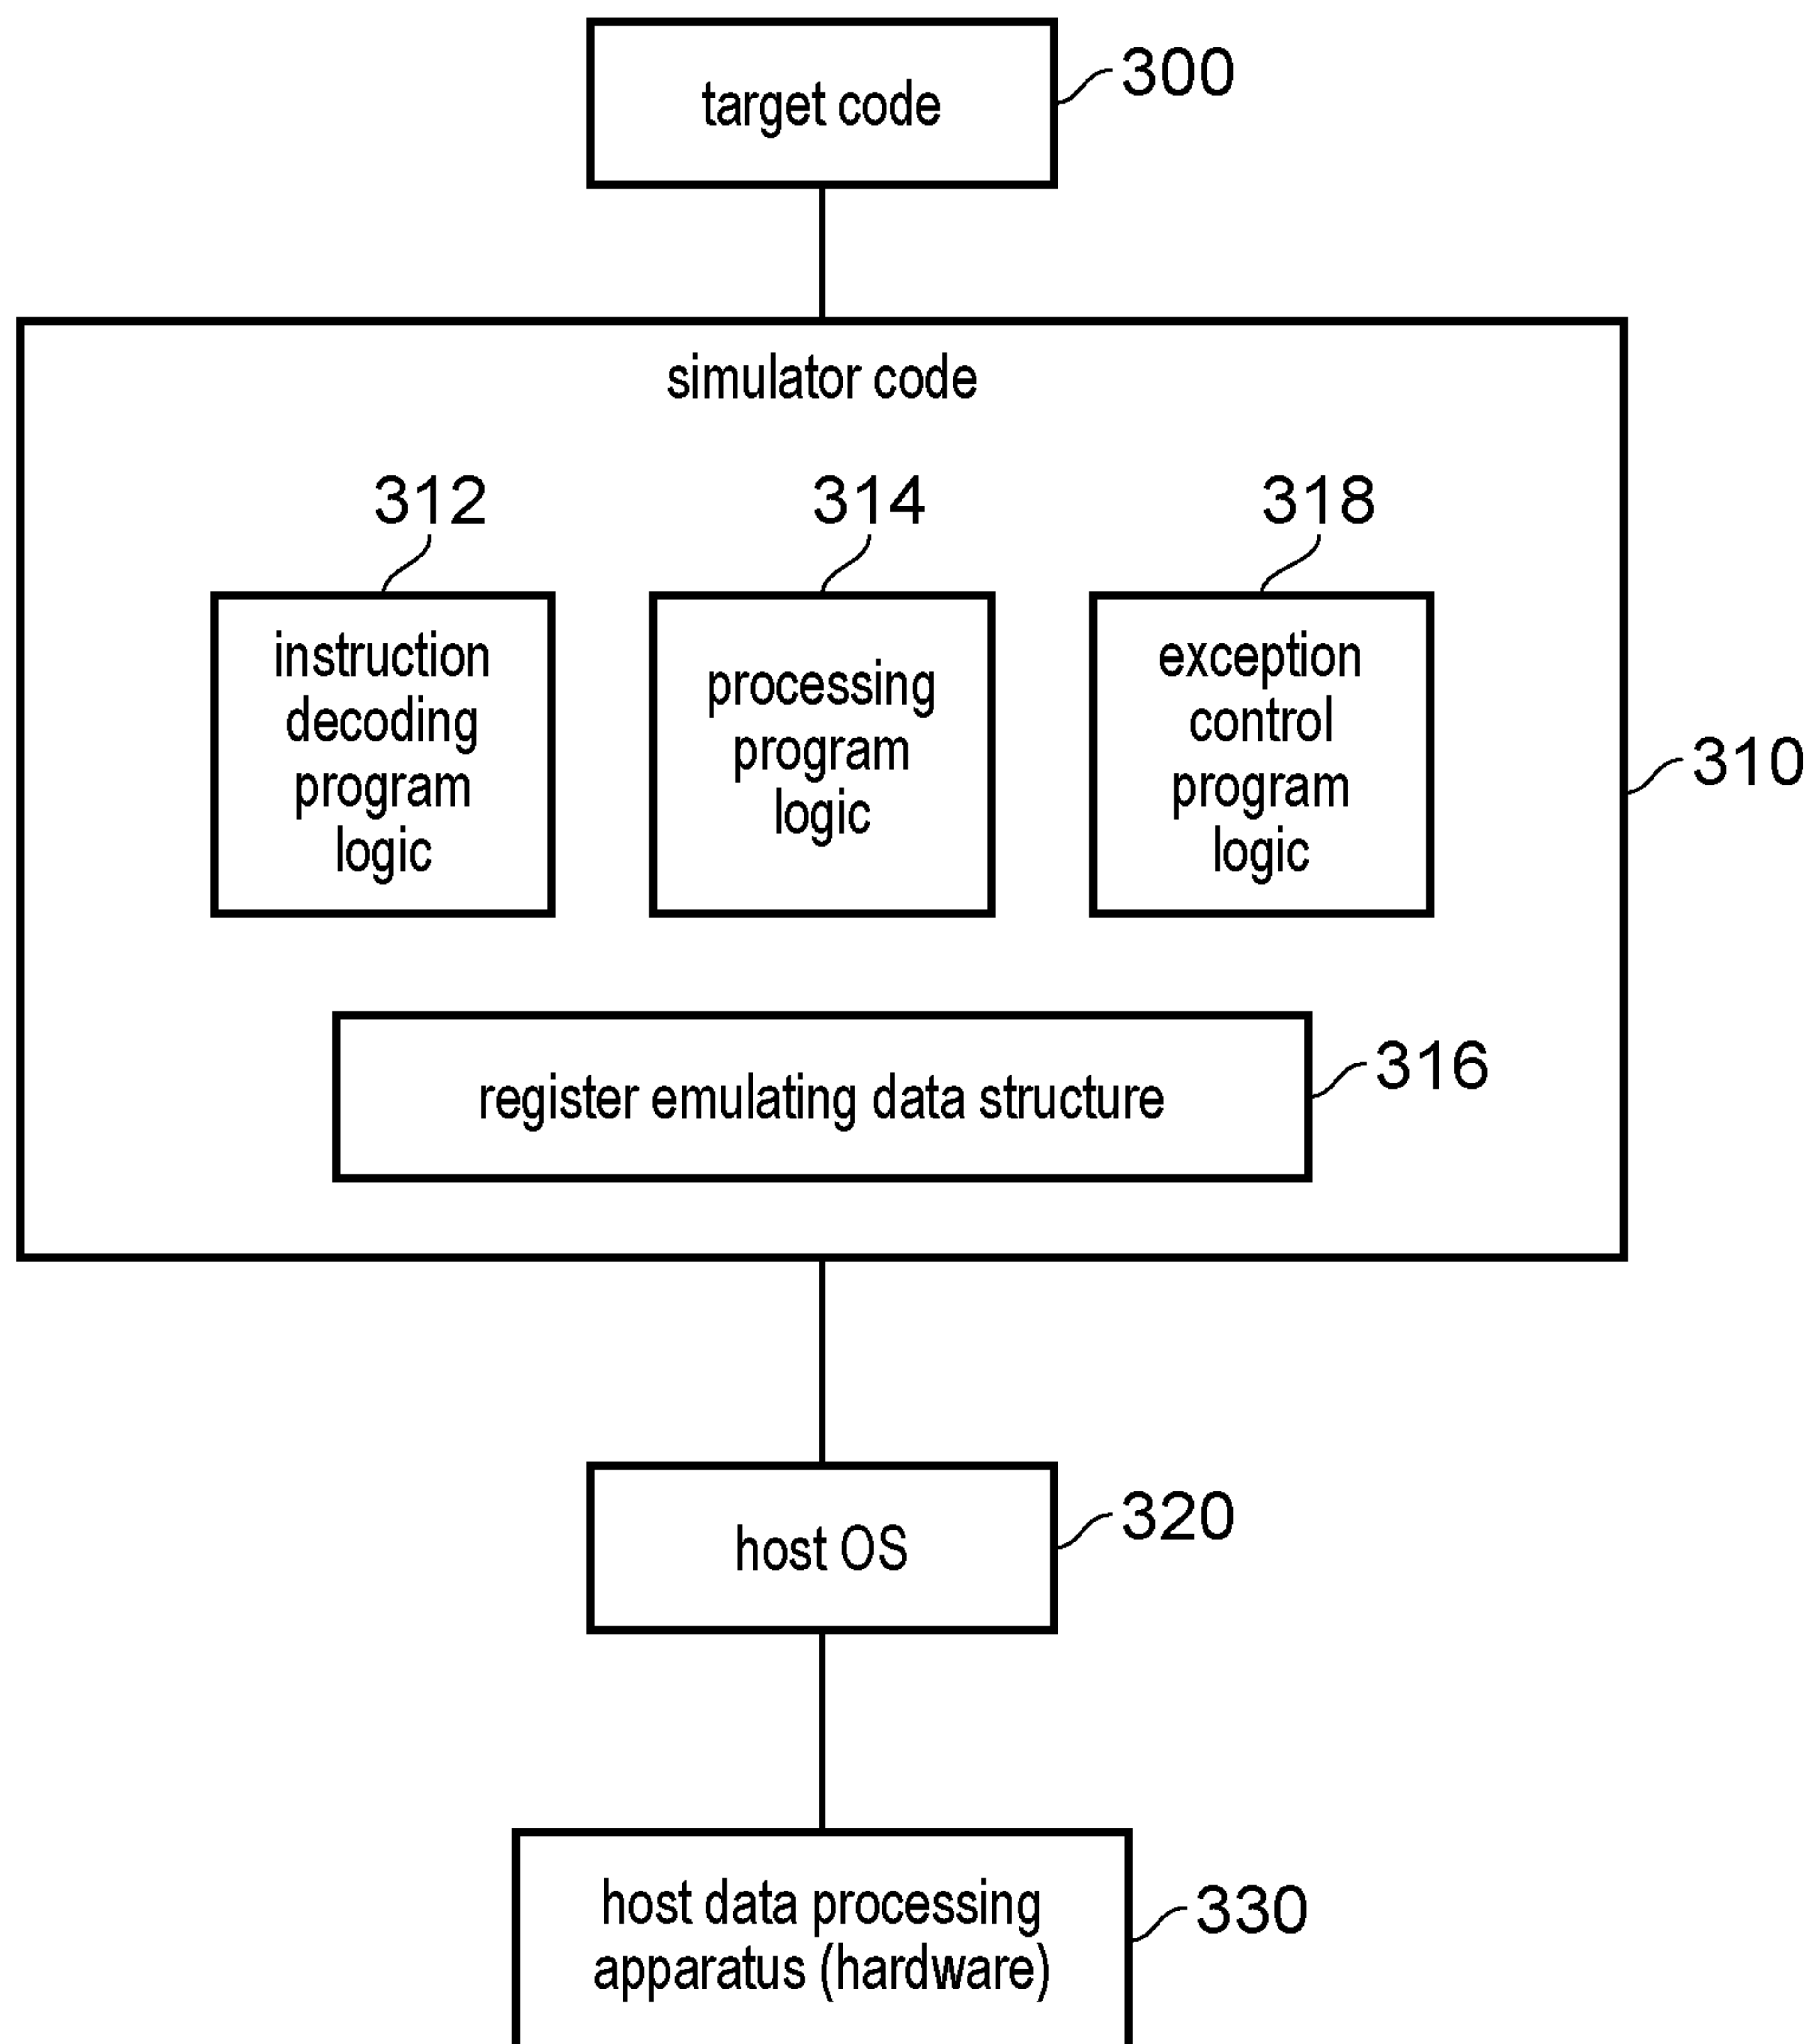 target code
300
simulator code
312
314
318
instruction
decoding
program
logic
processing
program
logic
exception
control
program
logic
310
register emulating data structure
316
host OS
320
host data processing
apparatus (hardware)
330